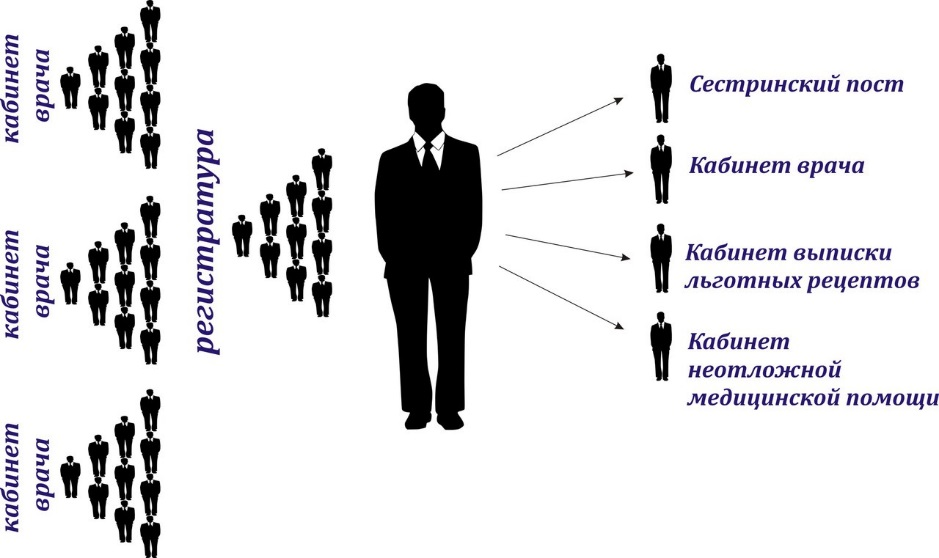 кабинет
врача
кабинет
врача
кабинет
врача
регистратура
Сестринский пост
Кабинет врача
Кабинет выписки
льготных рецептов
Кабинет
неотложной
медицинской помощи